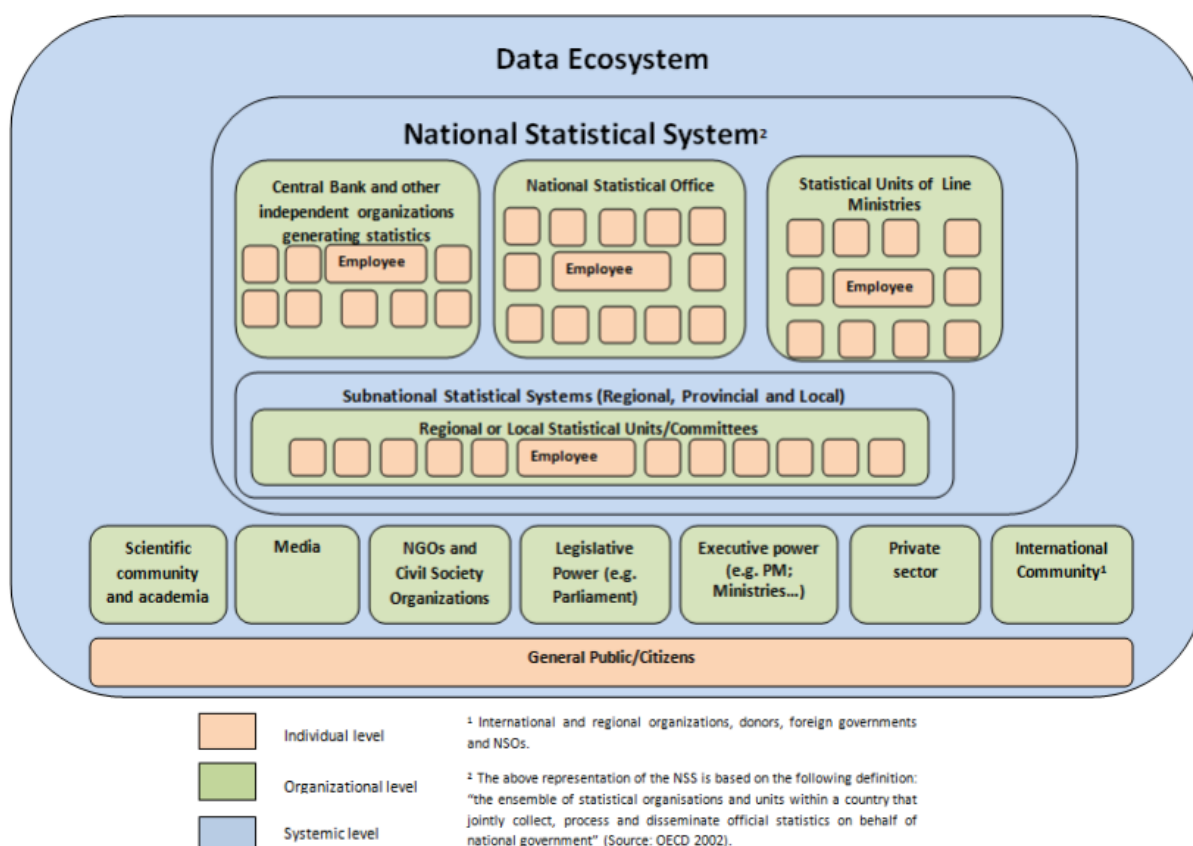 Data Ecosystem
National Statistical System²
Central Bank and other
independent organizations
generating statistics
Employee
National Statistical Office
Employee
Statistical Units of Line
Ministries
Employee
Subnational Statistical Systems (Regional, Provincial and Local)
Regional or Local Statistical Units/Committees
Employee
Scientific
community
and academia
Media
NGOs and
Civil Society
Organizations
Legislative
Power (e.g.
Parliament)
Executive power
(e.g. PM;
Ministries...)
Private
sector
International
Community¹
General Public/Citizens
Individual level
Organizational level
Systemic level
¹ International and regional organizations, donors, foreign governments
and NSOs.
² The above representation of the NSS is based on the following definition:
“the ensemble of statistical organisations and units within a country that
jointly collect, process and disseminate official statistics on behalf of
national government” (Source: OECD 2002).